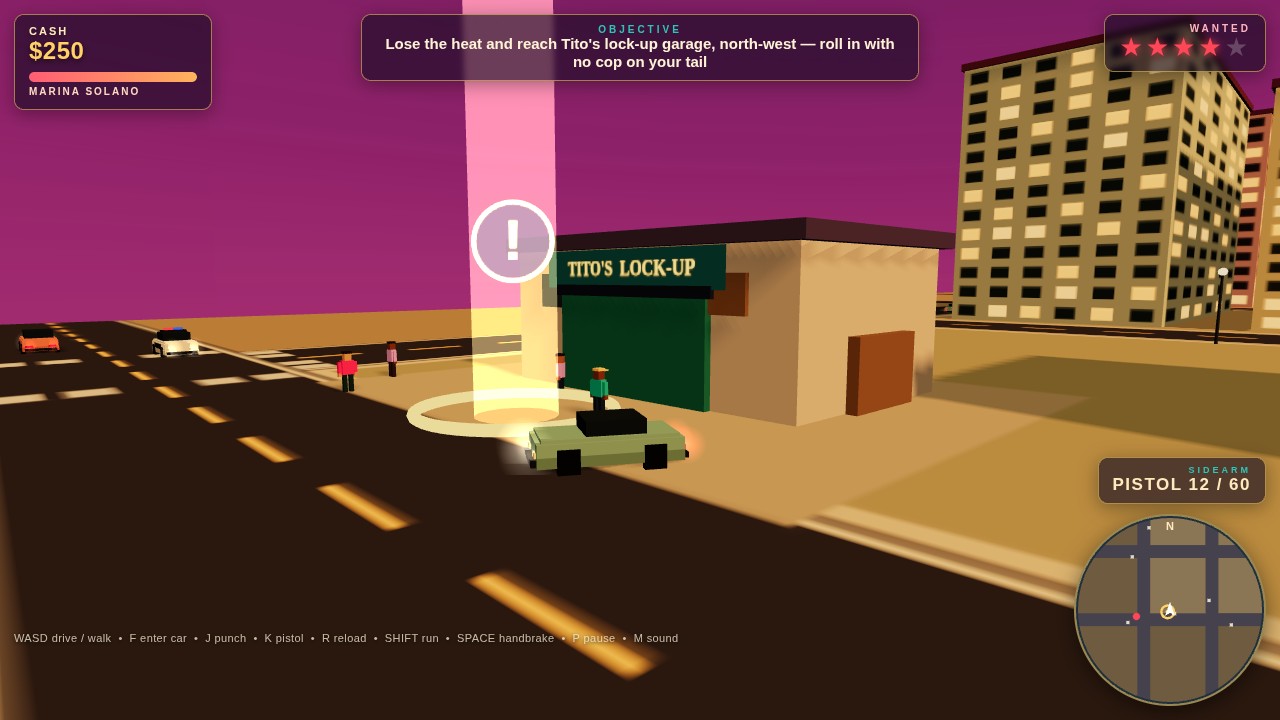 CASH
$250
MARINA SOLANO
OBJECTIVE
Lose the heat and reach Tito's lock-up garage, north-west — roll in with
no cop on your tail
WANTED
★★★★★
!
TITO'S LOCK-UP
SIDEARM
PISTOL 12 / 60
N
WASD drive / walk • F enter car • J punch • K pistol • R reload • SHIFT run • SPACE handbrake • P pause • M sound